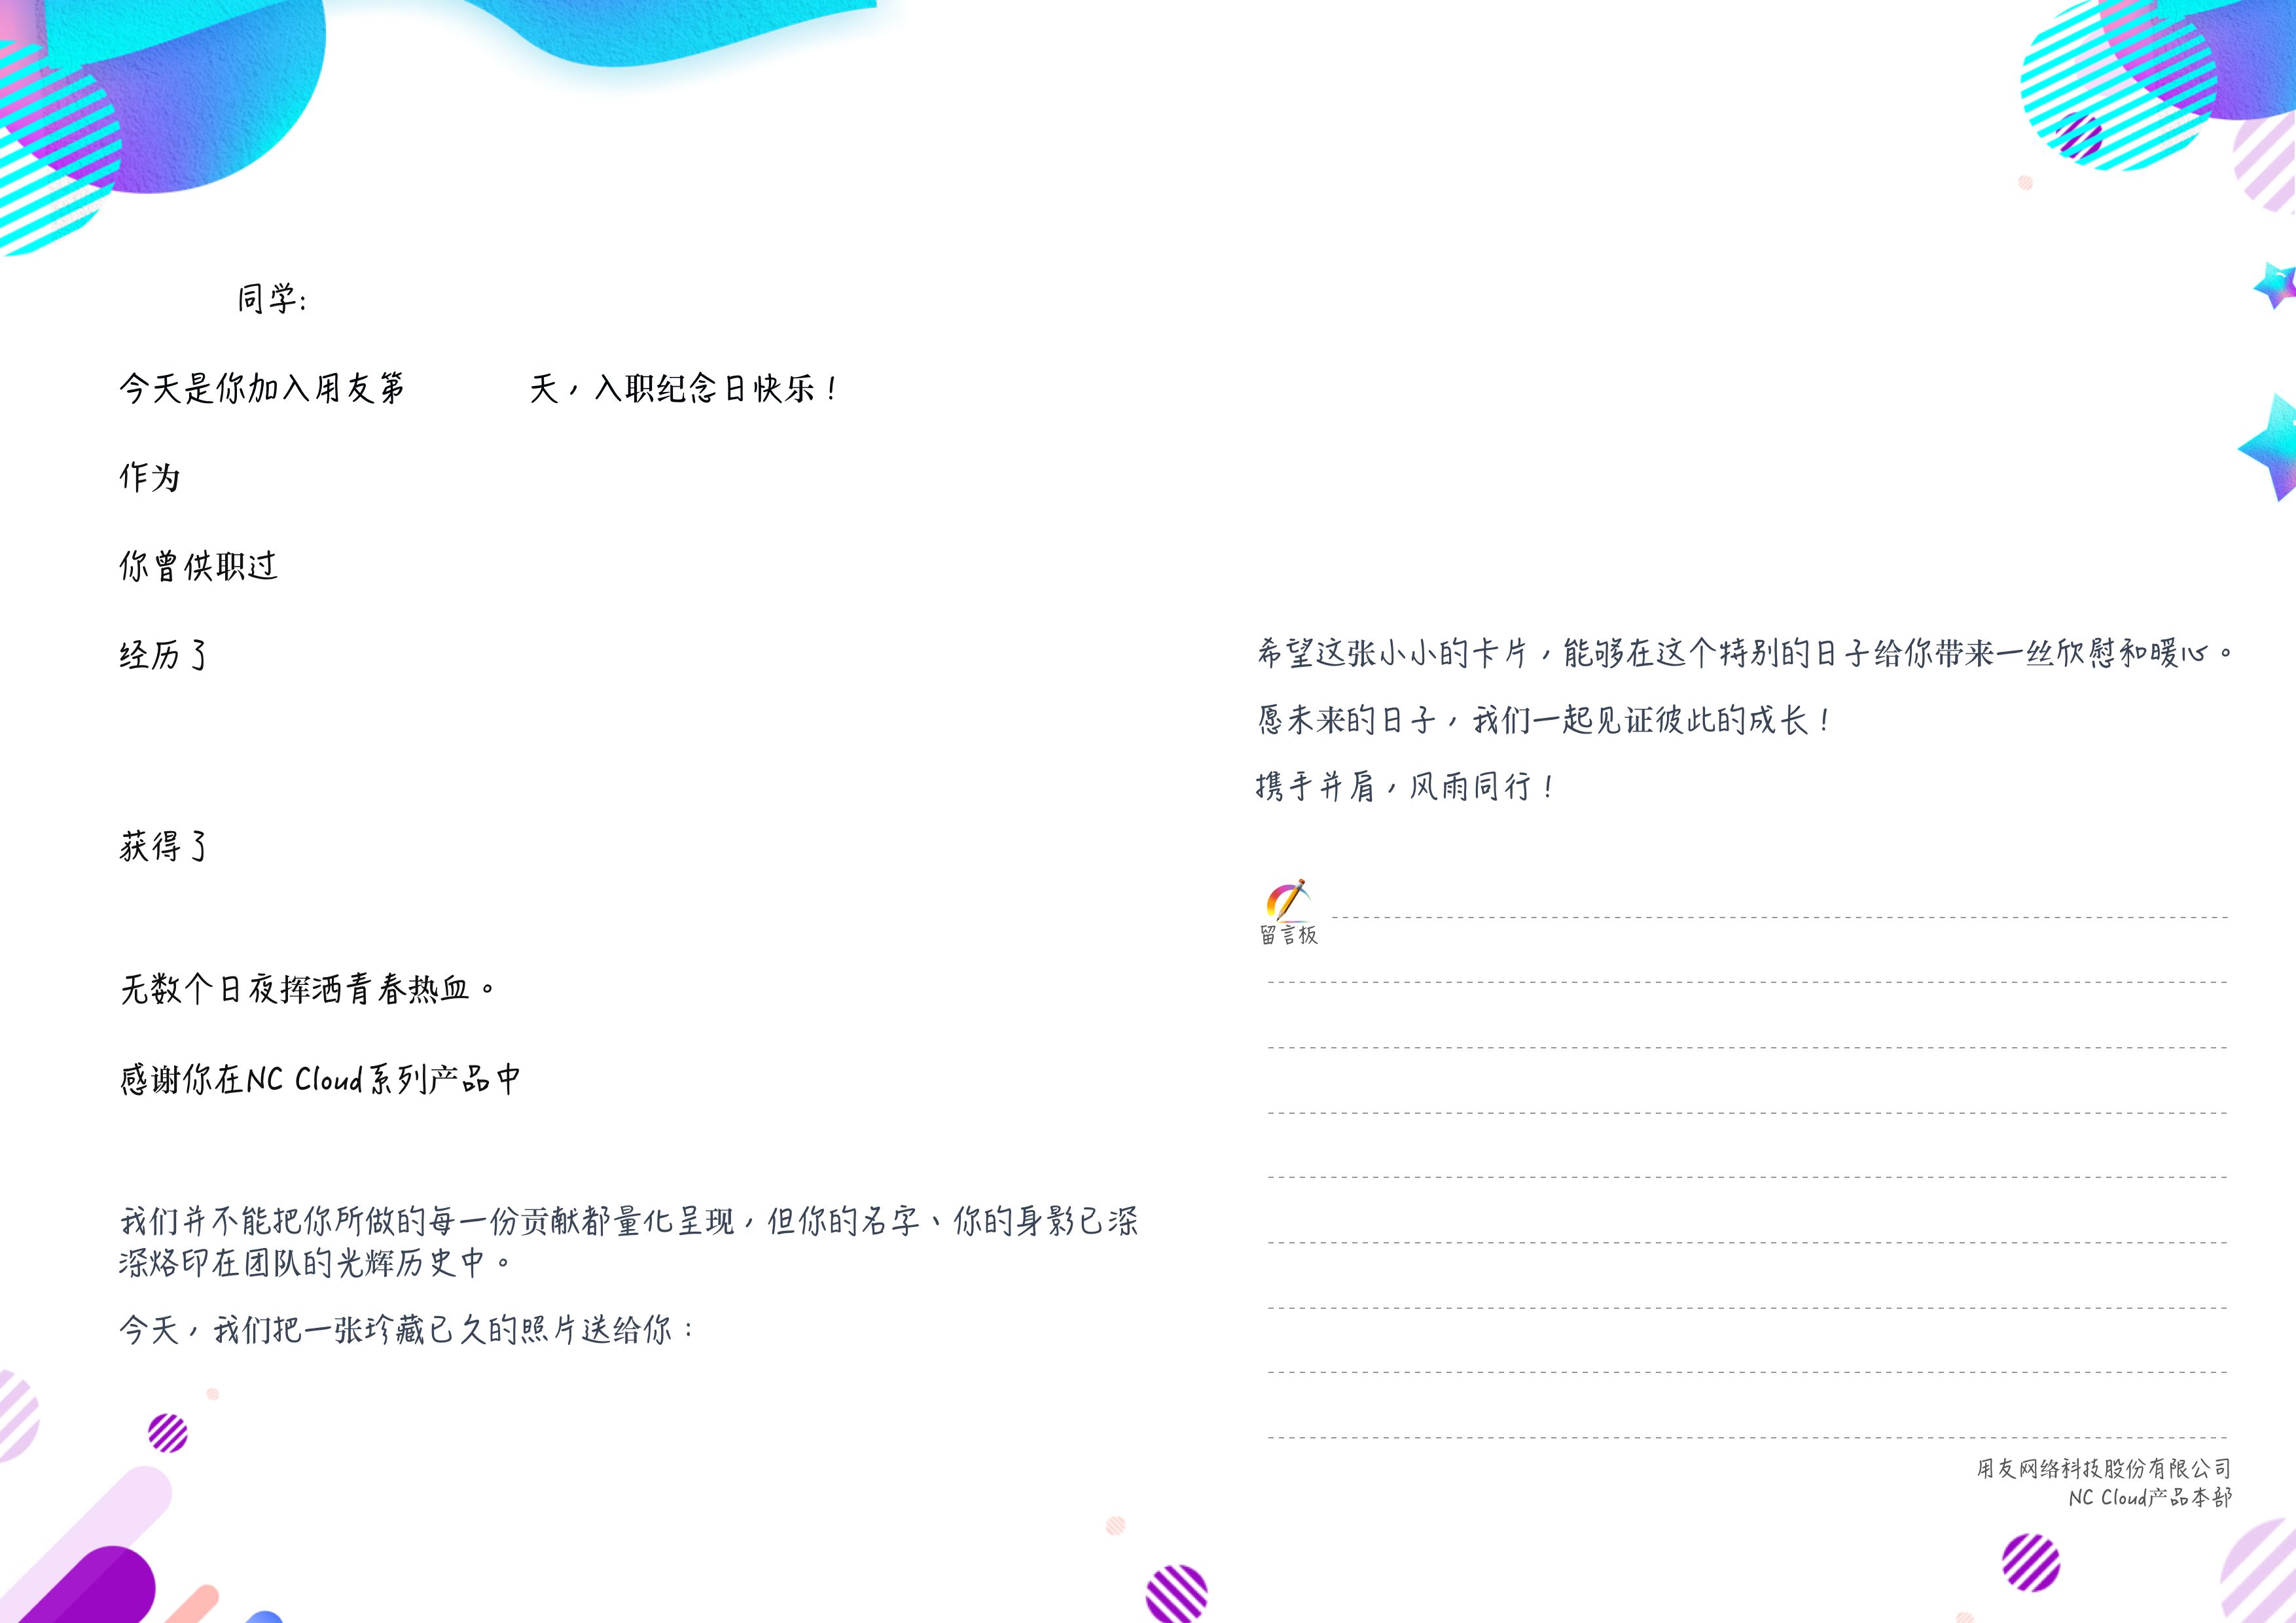 同学:
今天是你加入用友第 天，入职纪念日快乐！
作为
你曾供职过
经历了
获得了
无数个日夜挥洒青春热血。
感谢你在NC Cloud系列产品中
我们并不能把你所做的每一份贡献都量化呈现，但你的名字、你的身影已深
深烙印在团队的光辉历史中。
今天，我们把一张珍藏已久的照片送给你：
希望这张小小的卡片，能够在这个特别的日子给你带来一丝欣慰和暖心。
愿未来的日子，我们一起见证彼此的成长！
携手并肩，风雨同行！
留言板
用友网络科技股份有限公司
NC Cloud产品本部